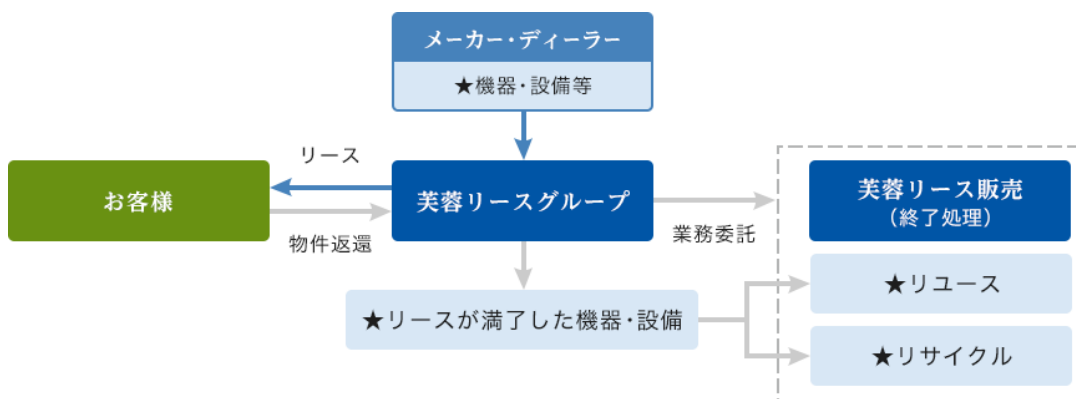 メーカー・ディーラー
★機器・設備等
リース
お客様
芙蓉リースグループ
芙蓉リース販売
（終了処理）
物件返還
業務委託
★リユース
★リースが満了した機器・設備
★リサイクル